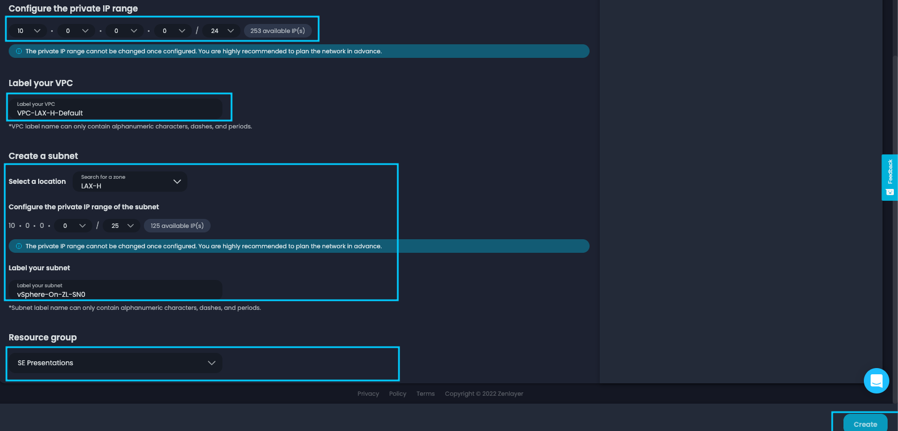 Configure the private IP range
10 • 0 • 0 • 0 / 24 253 available IP(s)
The private IP range cannot be changed once configured. You are highly recommended to plan the network in advance.
Label your VPC
Label your VPC
VPC-LAX-H-Default
*VPC label name can only contain alphanumeric characters, dashes, and periods.
Create a subnet
Select a location
Search for a zone
LAX-H
Configure the private IP range of the subnet
10 • 0 • 0 • 0 / 25 125 available IP(s)
The private IP range cannot be changed once configured. You are highly recommended to plan the network in advance.
Label your subnet
Label your subnet
vSphere-On-ZL-SN0
*Subnet label name can only contain alphanumeric characters, dashes, and periods.
Resource group
SE Presentations
Privacy Policy Terms Copyright © 2022 Zenlayer
Feedback
Create